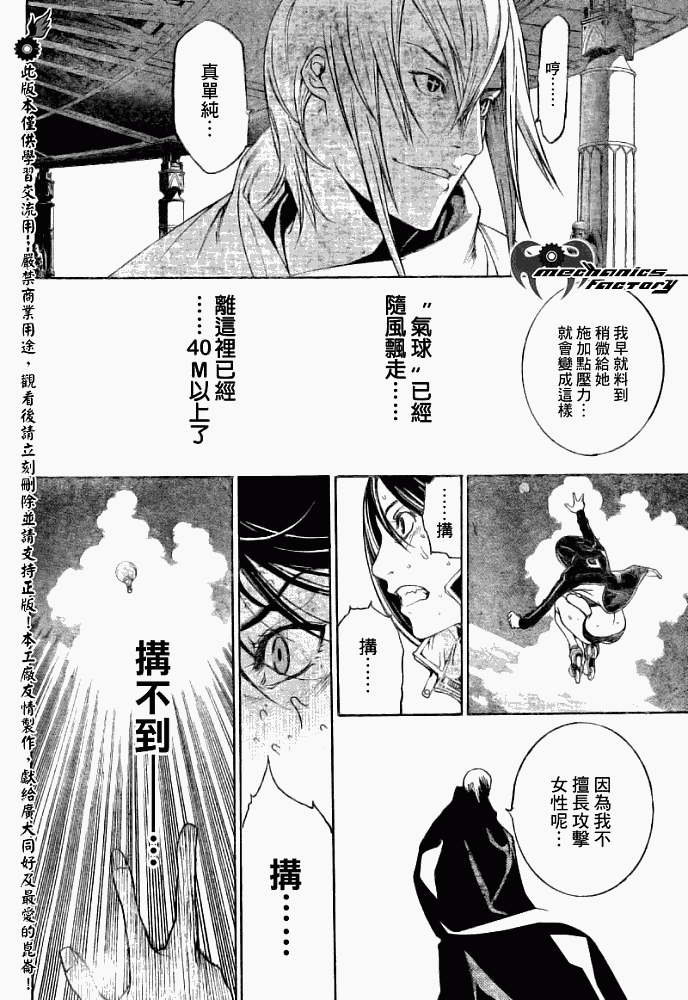 哼……
真單純…
mechanics
Factory
我早就料到
稍微給她
施加點壓力…
就會變成這樣
〝氣球〟已經
隨風飄走……
離這裡已經
……40M以上了
……搆
搆……
搆……
搆不到——…
因為我不
擅長攻擊
女性呢…
此版本僅供學習交流用，嚴禁商業用途，觀看後請立刻刪除並請支持正版！本工廠友情製作，獻給廣大同好及最愛的崑崙！